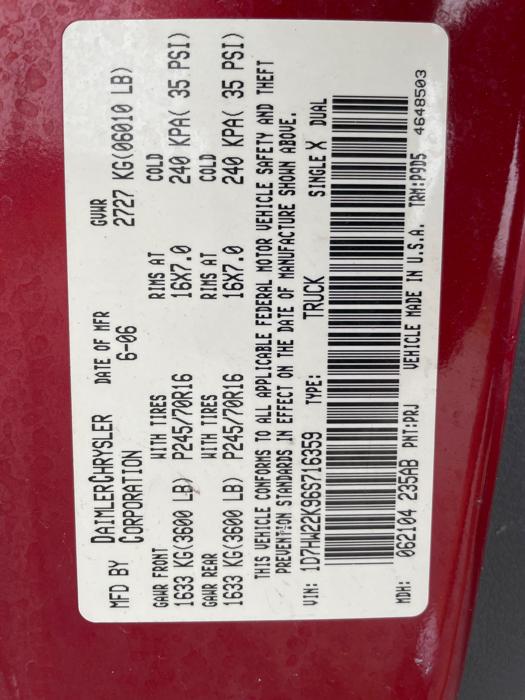 MFD BY DAIMLERCHRYSLER CORPORATION DATE OF MFR 6-06 GVWR 2727 KG(06010 LB)
GAWR FRONT WITH TIRES RIMS AT COLD
1633 KG(3600 LB) P245/70R16 16X7.0 240 KPA( 35 PSI)
GAWR REAR WITH TIRES RIMS AT COLD
1633 KG(3600 LB) P245/70R16 16X7.0 240 KPA( 35 PSI)
THIS VEHICLE CONFORMS TO ALL APPLICABLE FEDERAL MOTOR VEHICLE SAFETY AND THEFT
PREVENTION STANDARDS IN EFFECT ON THE DATE OF MANUFACTURE SHOWN ABOVE.
VIN: 1D7HW22K96S716359 TYPE: TRUCK SINGLE X DUAL
MDH: 062104 235AB PNT:PRJ VEHICLE MADE IN U.S.A. TRM:P9D5 4648503